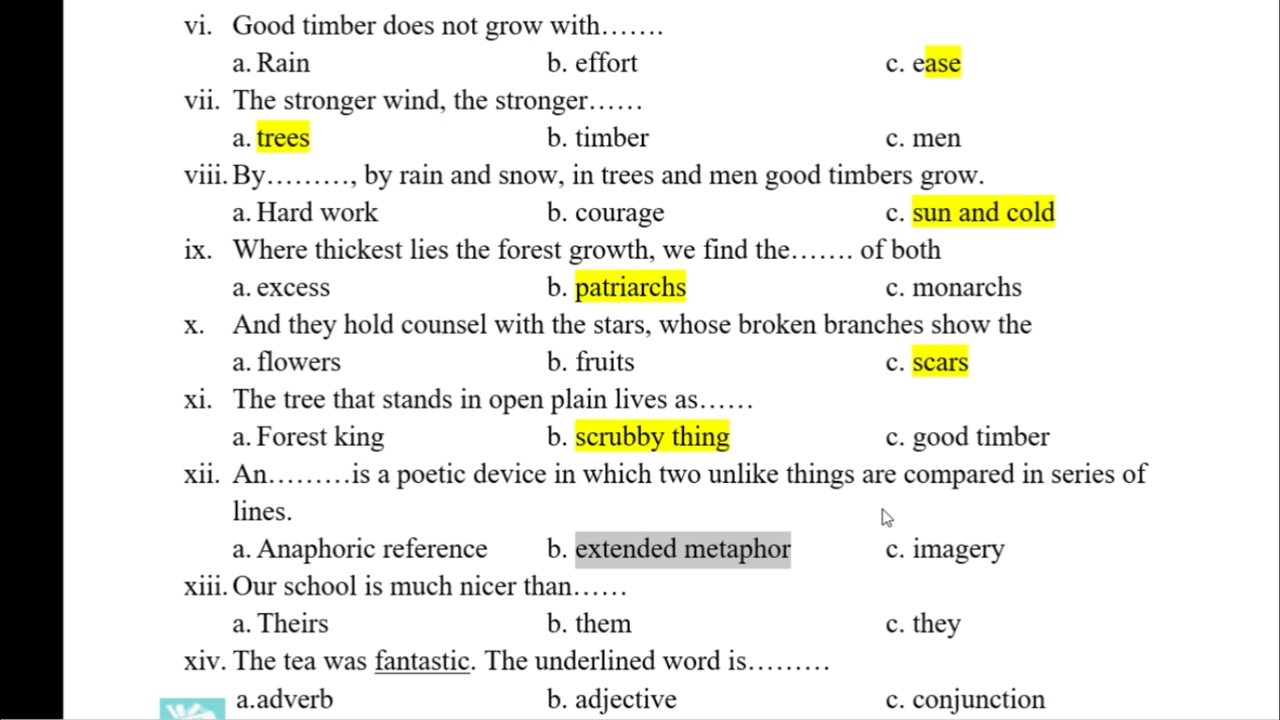 vi. Good timber does not grow with…….
a. Rain b. effort c. ease
vii. The stronger wind, the stronger……
a. trees b. timber c. men
viii. By………, by rain and snow, in trees and men good timbers grow.
a. Hard work b. courage c. sun and cold
ix. Where thickest lies the forest growth, we find the……. of both
a. excess b. patriarchs c. monarchs
x. And they hold counsel with the stars, whose broken branches show the
a. flowers b. fruits c. scars
xi. The tree that stands in open plain lives as……
a. Forest king b. scrubby thing c. good timber
xii. An………is a poetic device in which two unlike things are compared in series of
lines.
a. Anaphoric reference b. extended metaphor c. imagery
xiii. Our school is much nicer than……
a. Theirs b. them c. they
xiv. The tea was fantastic. The underlined word is………
a.adverb b. adjective c. conjunction